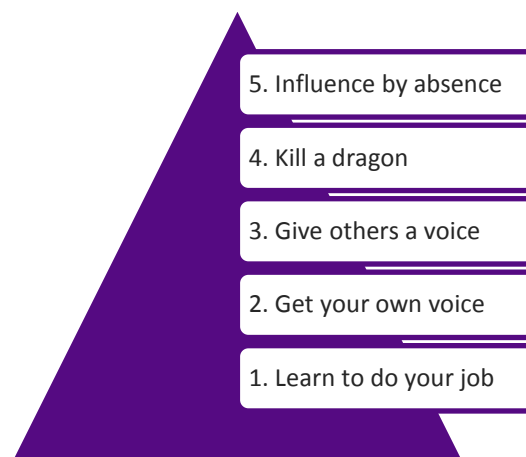 5. Influence by absence
4. Kill a dragon
3. Give others a voice
2. Get your own voice
1. Learn to do your job